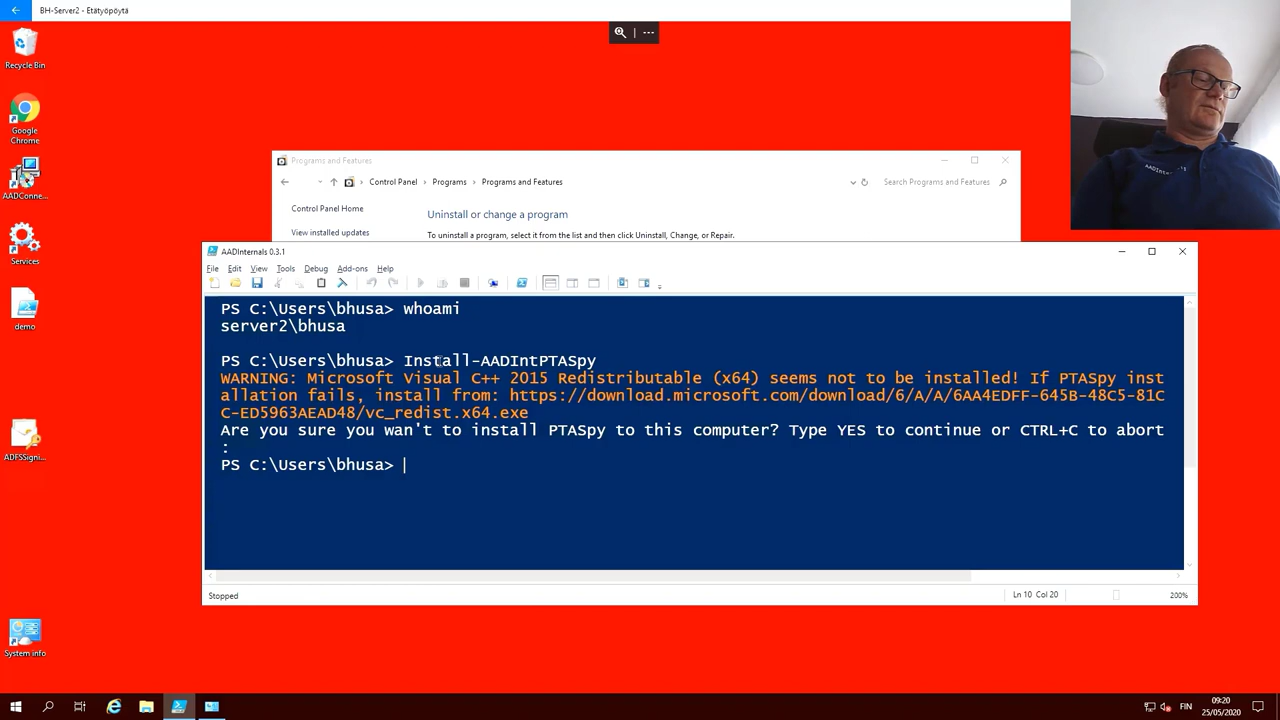 BH-Server2 - Etätyöpöytä
Recycle Bin
Google
Chrome
AADConne...
Services
demo
ADFSSigni...
System info
Programs and Features
Control Panel > Programs > Programs and Features
Search Programs and Features
Control Panel Home
View installed updates
Uninstall or change a program
To uninstall a program, select it from the list and then click Uninstall, Change, or Repair.
AADInternals 0.3.1
File Edit View Tools Debug Add-ons Help
PS C:\Users\bhusa> whoami
server2\bhusa
PS C:\Users\bhusa> Install-AADIntPTASpy
WARNING: Microsoft Visual C++ 2015 Redistributable (x64) seems not to be installed! If PTASpy inst
allation fails, install from: https://download.microsoft.com/download/6/A/A/6AA4EDFF-645B-48C5-81CC
C-ED5963AEAD48/vc_redist.x64.exe
Are you sure you wan't to install PTASpy to this computer? Type YES to continue or CTRL+C to abort
:
PS C:\Users\bhusa>
Stopped
Ln 10 Col 20
200%
FIN
09:20
25/05/2020